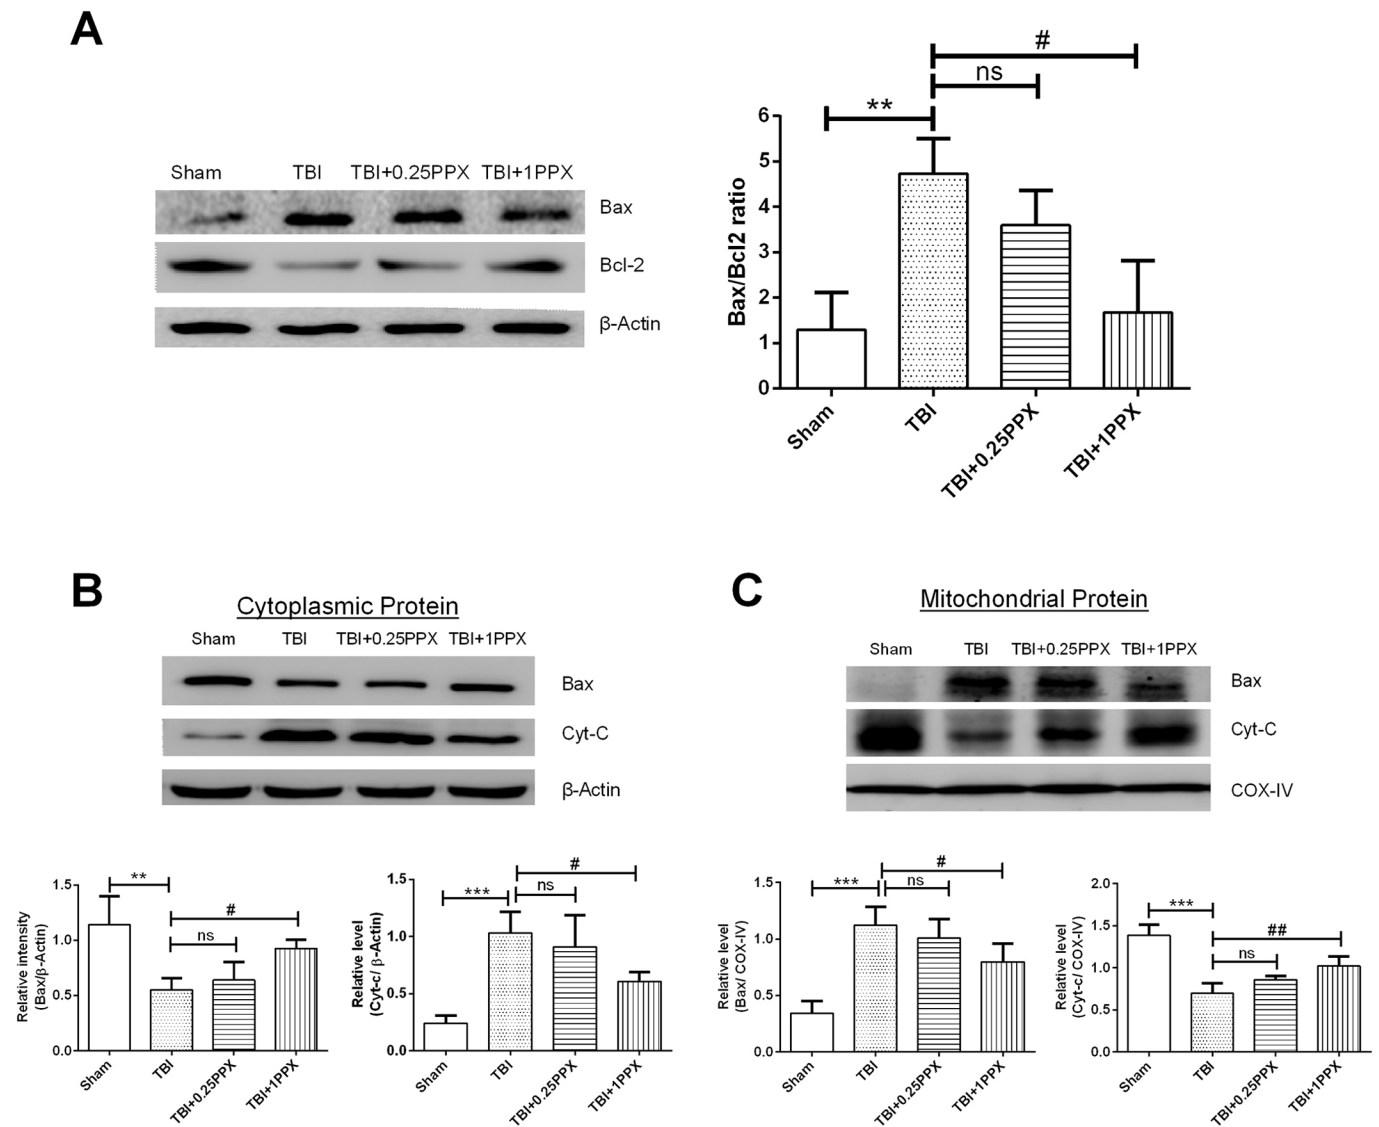 A
Sham TBI TBI+0.25PPX TBI+1PPX
Bax
Bcl-2
β-Actin
#
ns
**
Bax/Bcl2 ratio
6
5
4
3
2
1
0
Sham
TBI
TBI+0.25PPX
TBI+1PPX
B
Cytoplasmic Protein
Sham TBI TBI+0.25PPX TBI+1PPX
Bax
Cyt-C
β-Actin
Relative intensity
(Bax/β-Actin)
1.5
1.0
0.5
0.0
**
#
ns
Sham
TBI
TBI+0.25PPX
TBI+1PPX
Relative level
(Cyt-c/ β-Actin)
1.5
1.0
0.5
0.0
***
#
ns
Sham
TBI
TBI+0.25PPX
TBI+1PPX
C
Mitochondrial Protein
Sham TBI TBI+0.25PPX TBI+1PPX
Bax
Cyt-C
COX-IV
Relative level
(Bax/ COX-IV)
1.5
1.0
0.5
0.0
***
#
ns
Sham
TBI
TBI+0.25PPX
TBI+1PPX
Relative level
(Cyt-c/ COX-IV)
2.0
1.5
1.0
0.5
0.0
***
##
ns
Sham
TBI
TBI+0.25PPX
TBI+1PPX